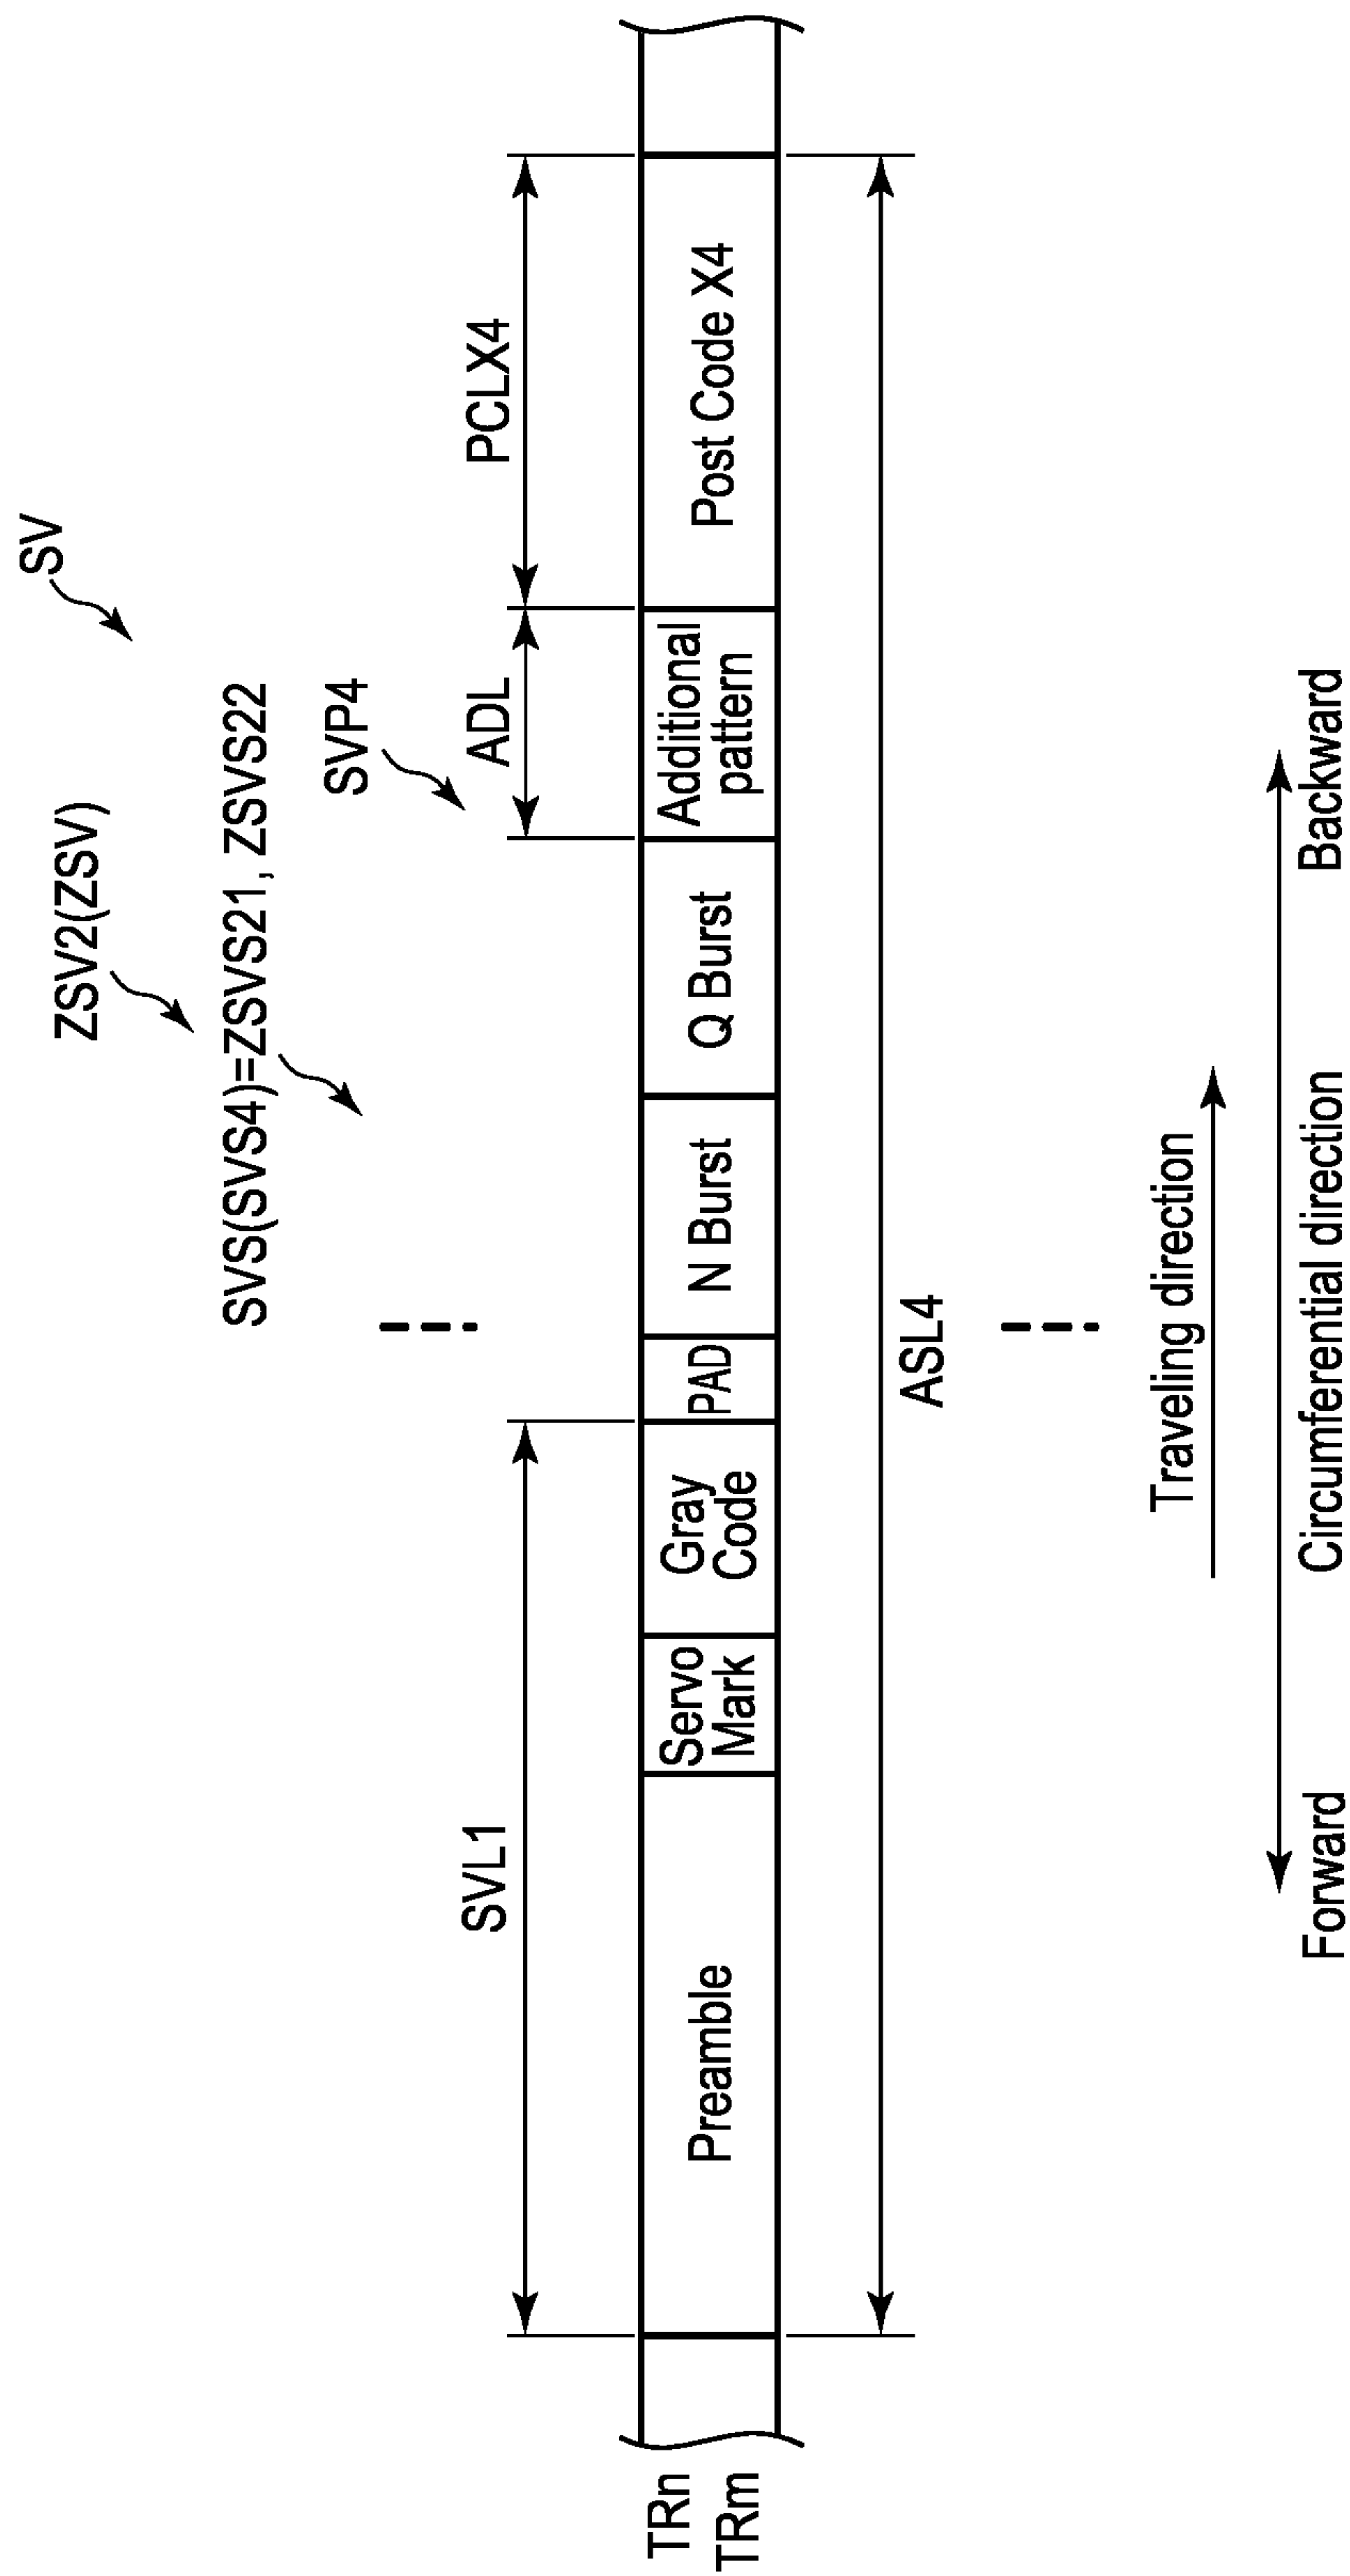 SV
ZSV2(ZSV)
SVS(SVS4)=ZSVS21, ZSVS22
SVP4
SVL1
ADL
PCLX4
TRn
TRm
Preamble
Servo
Mark
Gray
Code
PAD
N Burst
Q Burst
Additional
pattern
Post Code X4
ASL4
Traveling direction
Forward
Circumferential direction
Backward